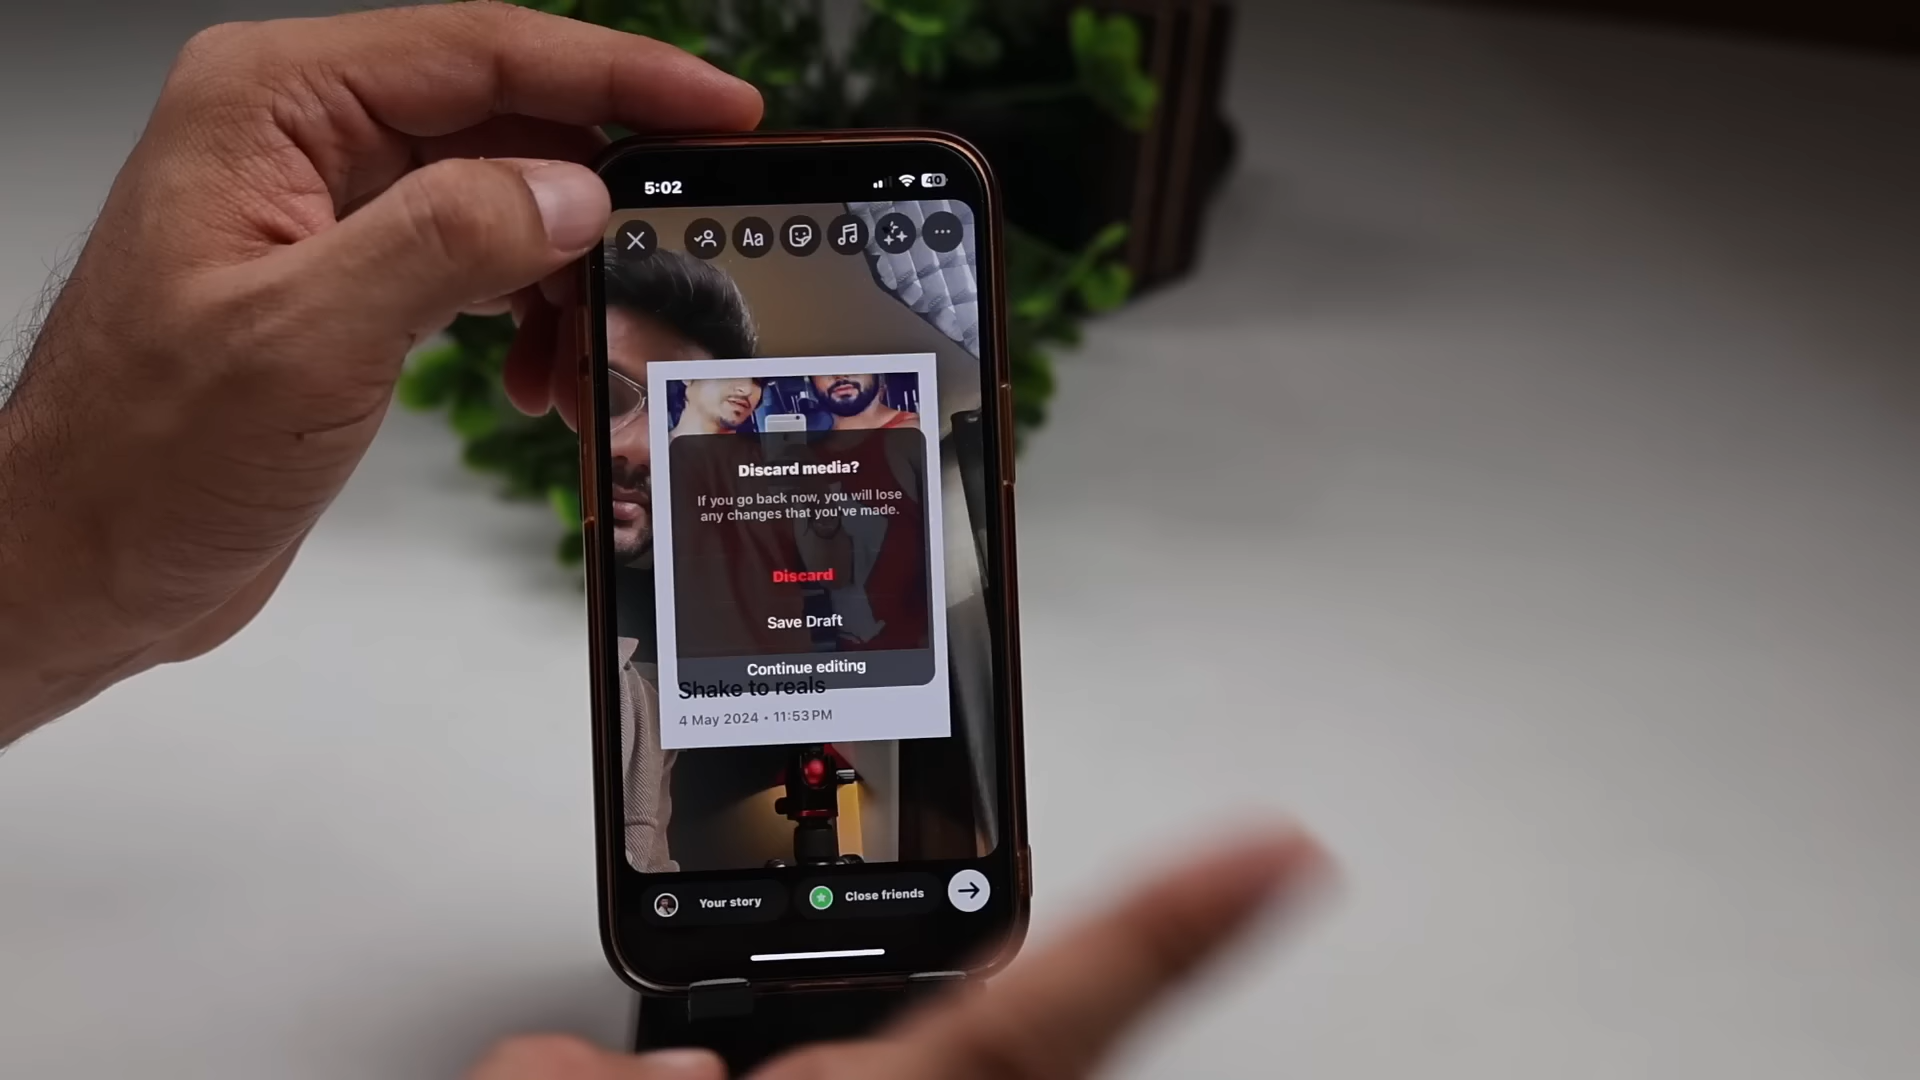 5:02
40
Aa
Discard media?
If you go back now, you will lose
any changes that you've made.
Discard
Save Draft
Continue editing
Shake to reals
4 May 2024 • 11:53 PM
Your story
Close friends